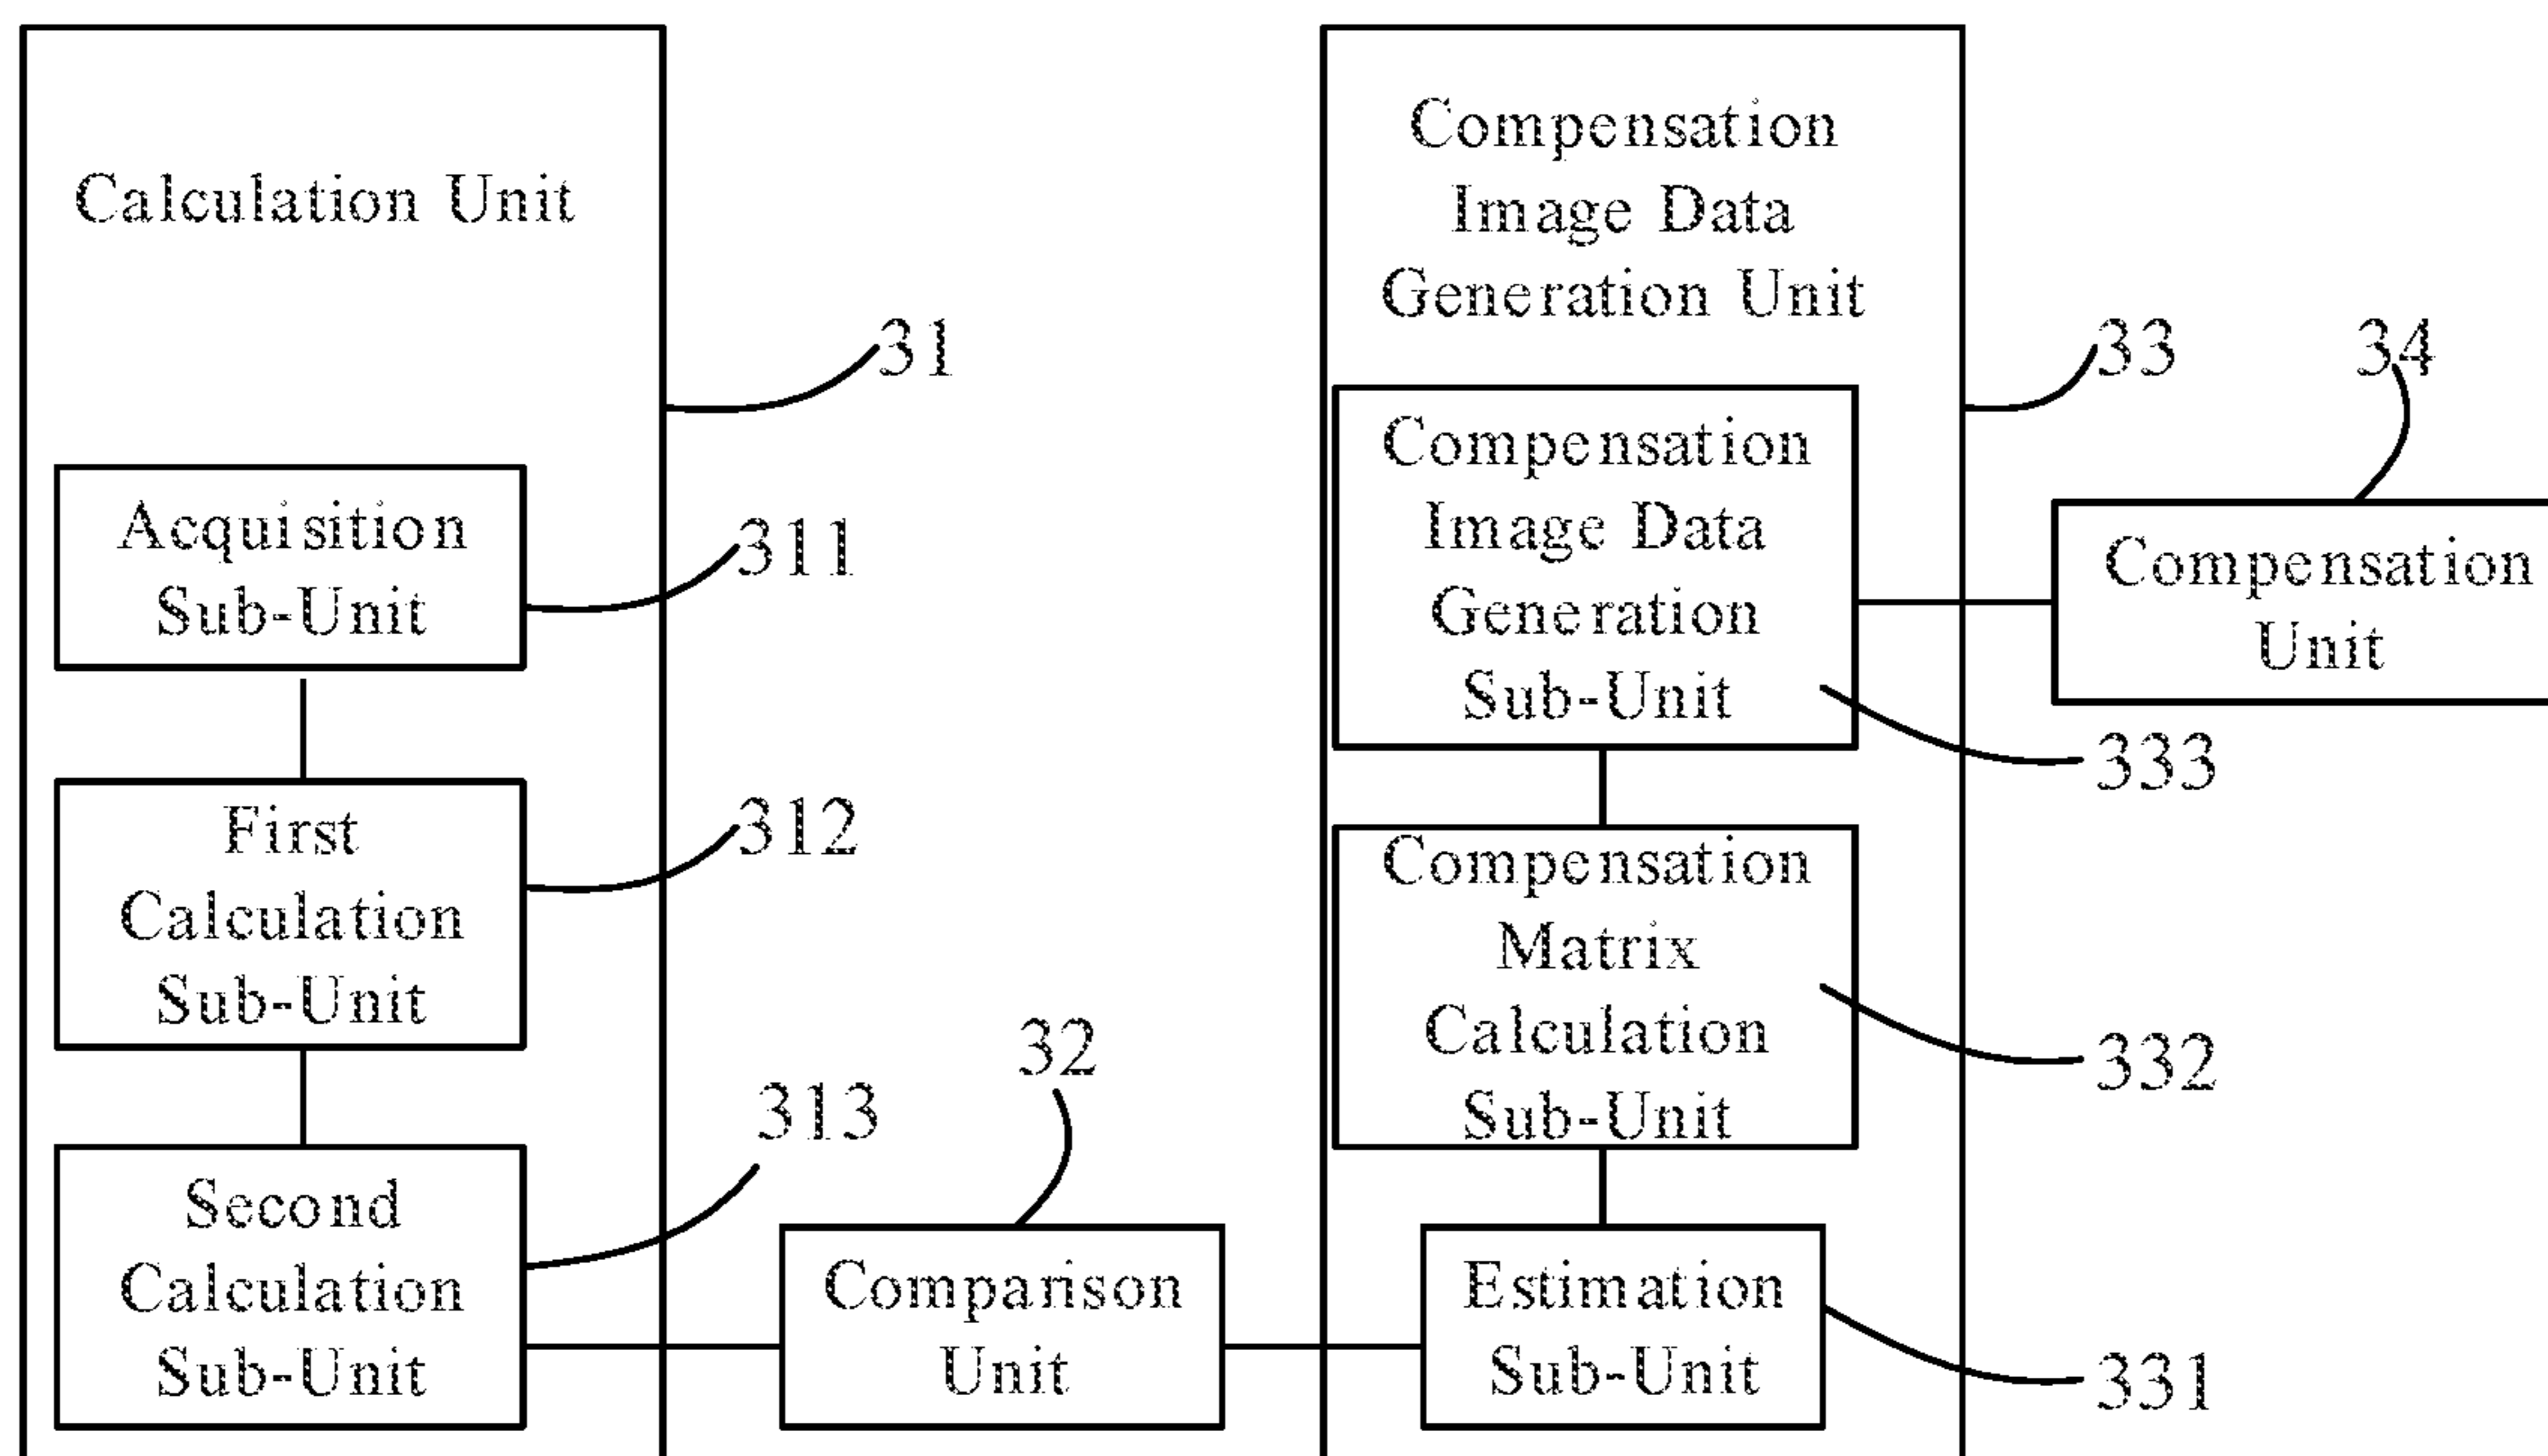 Calculation Unit
31
Acquisition
Sub-Unit
311
First
Calculation
Sub-Unit
312
Second
Calculation
Sub-Unit
313
Comparison
Unit
32
Compensation
Image Data
Generation Unit
33
Compensation
Image Data
Generation
Sub-Unit
333
Compensation
Matrix
Calculation
Sub-Unit
332
Estimation
Sub-Unit
331
34
Compensation
Unit